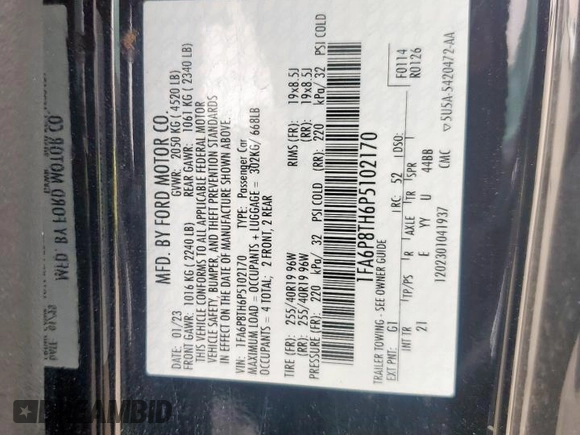 MFD. BY FORD MOTOR CO.
DATE: 01/23 GVWR: 2050 KG ( 4520 LB)
FRONT GAWR: 1016 KG (2240 LB) REAR GAWR: 1061 KG ( 2340 LB)
THIS VEHICLE CONFORMS TO ALL APPLICABLE FEDERAL MOTOR
VEHICLE SAFETY, BUMPER, AND THEFT PREVENTION STANDARDS
IN EFFECT ON THE DATE OF MANUFACTURE SHOWN ABOVE.
VIN: 1FA6P8TH6P5102170 TYPE: Passenger Car
MAXIMUM LOAD = OCCUPANTS + LUGGAGE = 302KG / 668LB
OCCUPANTS = 4 TOTAL; 2 FRONT, 2 REAR
TIRE (FR): 255/40R19 96W RIMS (FR): 19x8.5J
(RR): 255/40R19 96W (RR): 19x8.5J
PRESSURE (FR): 220 kPa/ 32 PSI COLD (RR): 220 kPa/ 32 PSI COLD
1FA6P8TH6P5102170
TRAILER TOWING - SEE OWNER GUIDE
EXT PNT: G1 RC: 52 DSO: F0114
R0126
INT TR TP/PS R AXLE TR SPR
21 E YY U 44BB
120230104193​7 CMC ▽ 5USA-5420472-AA
MFD. BY FORD MOTOR CO.
DREAMBID